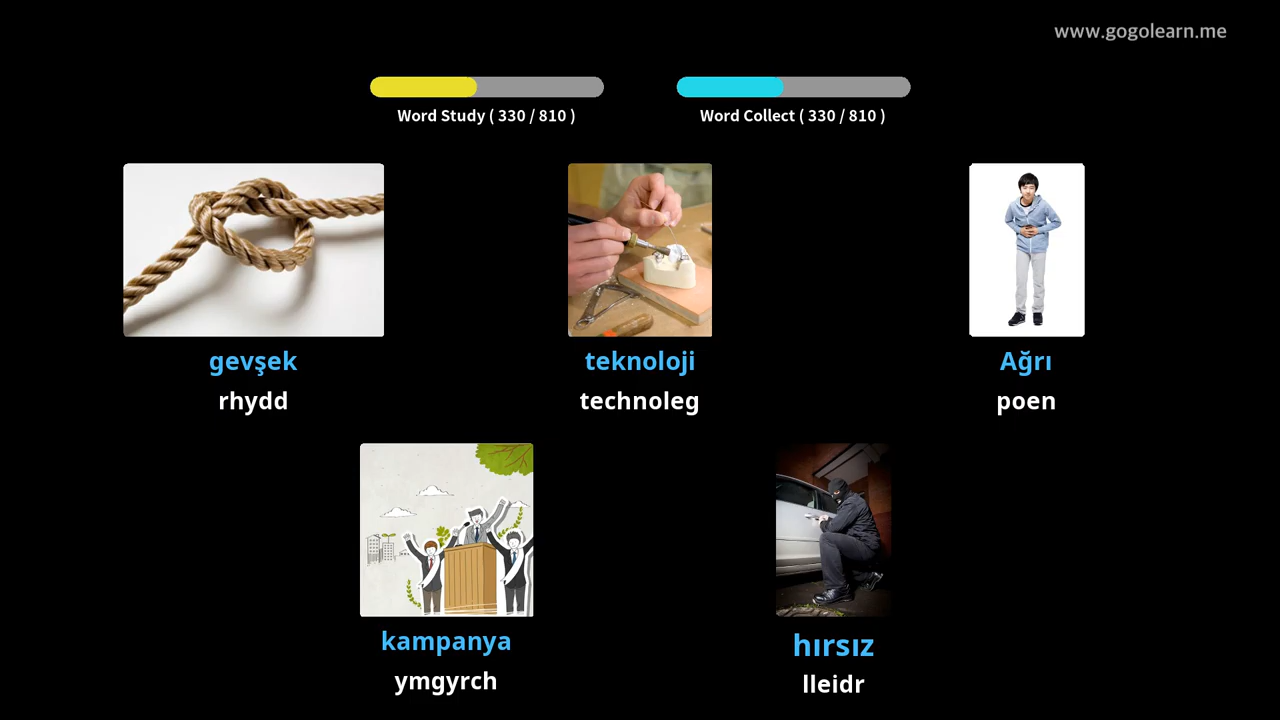 www.gogolearn.me
Word Study ( 330 / 810 )
Word Collect ( 330 / 810 )
gevşek
rhydd
teknoloji
technoleg
Ağrı
poen
kampanya
ymgyrch
hırsız
lleidr